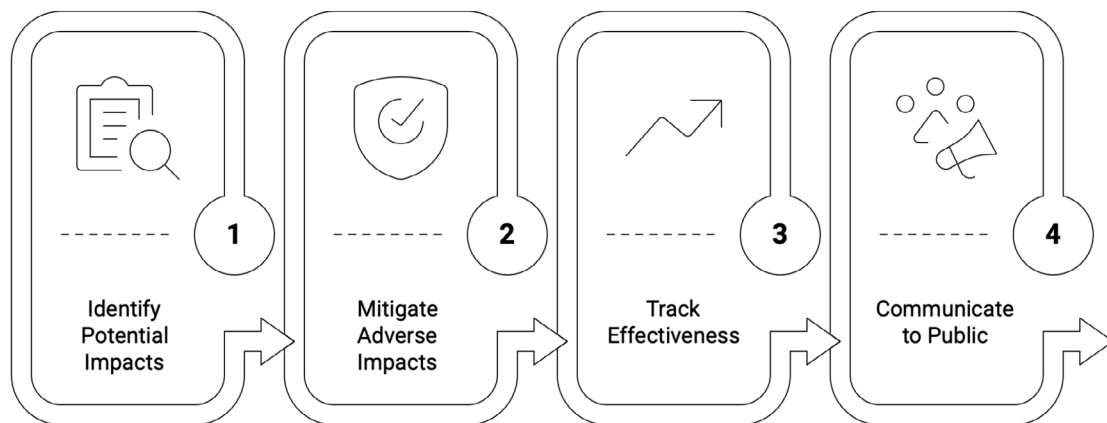 1
Identify
Potential
Impacts
2
Mitigate
Adverse
Impacts
3
Track
Effectiveness
4
Communicate
to Public